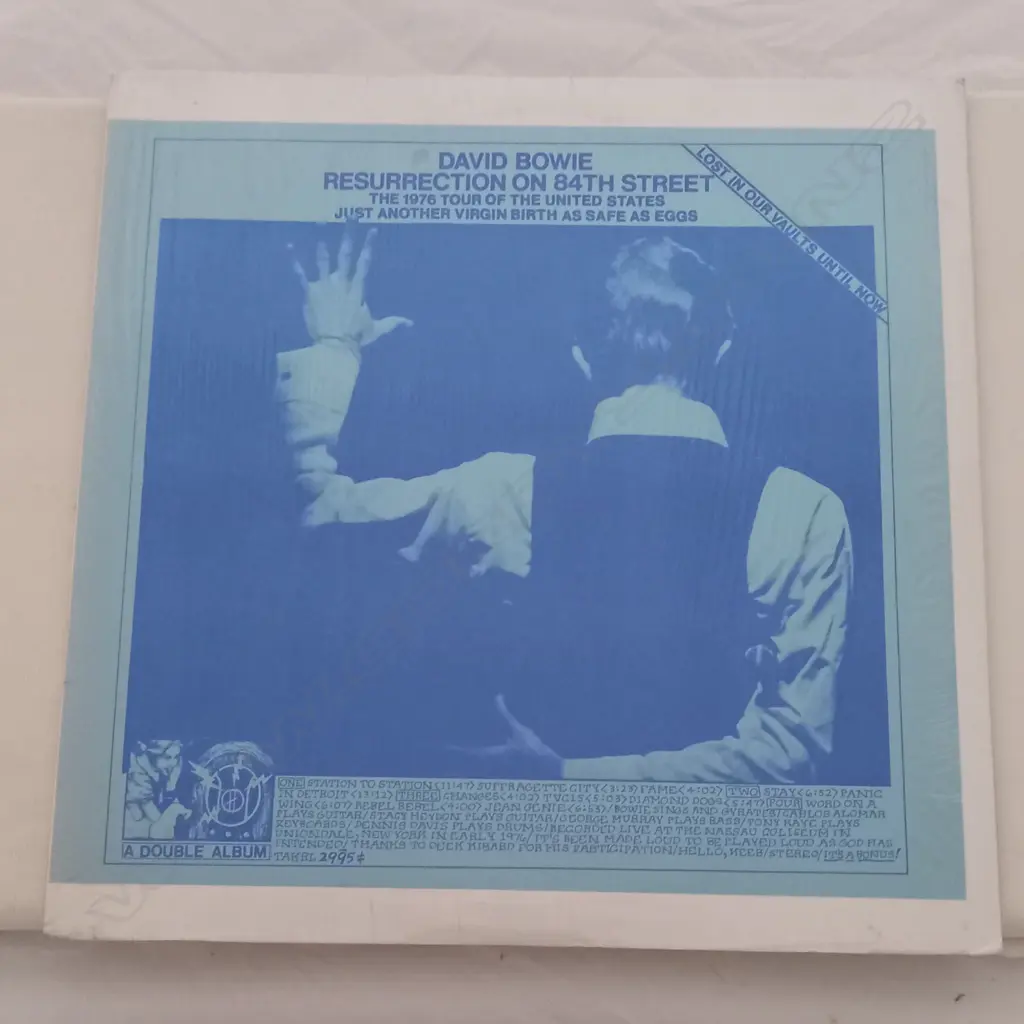 DAVID BOWIE
RESURRECTION ON 84TH STREET
THE 1976 TOUR OF THE UNITED STATES
JUST ANOTHER VIRGIN BIRTH AS SAFE AS EGGS
LOST IN OUR VAULTS UNTIL NOW
ONE STATION TO STATION (11:47) SUFFRAGETTE CITY (3:23) FAME (4:02) TWO STAY (6:52) PANIC
IN DETROIT (13:12) THREE CHANGES (4:07) TVC15 (5:03) DIAMOND DOGS (5:47) FOUR WORD ON A
WING (6:07) REBEL REBEL (4:00) JEAN GENIE (6:53)/BOWIE SINGS AND GYRATES/CARLOS ALOMAR
PLAYS GUITAR/STACY HEYDON PLAYS GUITAR/GEORGE MURRAY PLAYS BASS/TONY KAYE PLAYS
KEYBOARDS/DENNIS DAVIS PLAYS DRUMS/RECORDED LIVE AT THE NASSAU COLISEUM IN
UNIONDALE, NEW YORK IN EARLY 1976/IT'S BEEN MADE LOUD TO BE PLAYED LOUD AS GOD HAS
INTENDED/THANKS TO FOR HIS PARTICIPATION/HELLO, STEREO/IT'S A BONUS!
A DOUBLE ALBUM
TAKRL 2995